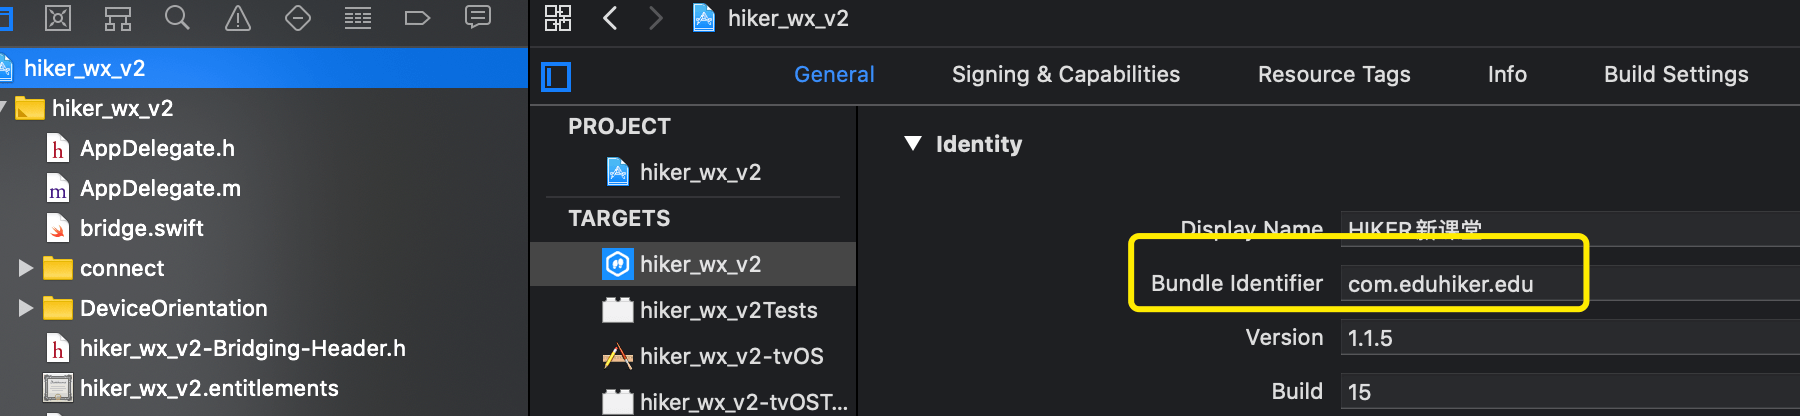 hiker_wx_v2
hiker_wx_v2
hiker_wx_v2
AppDelegate.h
AppDelegate.m
bridge.swift
connect
DeviceOrientation
hiker_wx_v2-Bridging-Header.h
hiker_wx_v2.entitlements
General
Signing & Capabilities
Resource Tags
Info
Build Settings
PROJECT
hiker_wx_v2
TARGETS
hiker_wx_v2
hiker_wx_v2Tests
hiker_wx_v2-tvOS
hiker_wx_v2-tvOST...
Identity
Display Name HIKER新课堂
Bundle Identifier com.eduhiker.edu
Version 1.1.5
Build 15